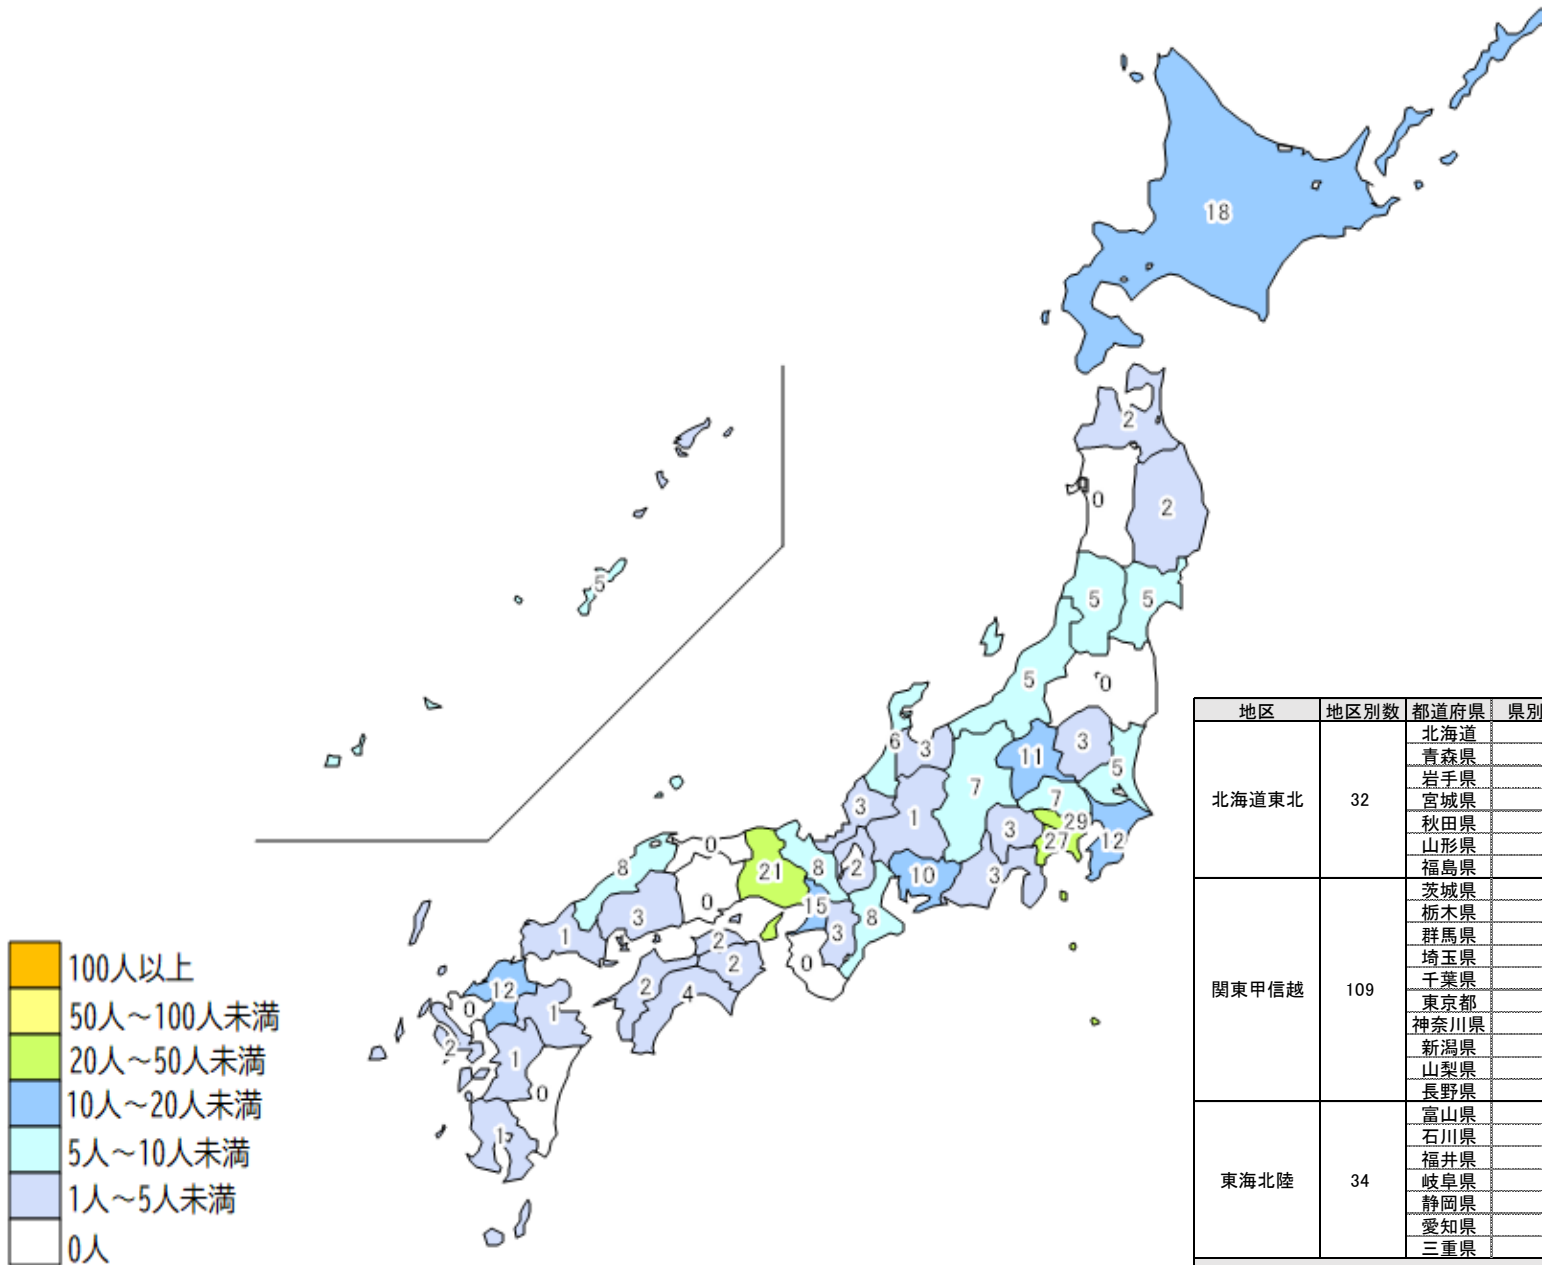 18
2
0
2
5
5
5
5
0
6
3
11
3
5
7
7
3
1
3
29
27
12
8
0
21
8
2
10
3
0
15
8
3
3
1
2
2
0
2
4
12
0
1
2
1
0
1
100人以上
50人～100人未満
20人～50人未満
10人～20人未満
5人～10人未満
1人～5人未満
0人
地区 地区別数 都道府県 県別
北海道東北 32
北海道
青森県
岩手県
宮城県
秋田県
山形県
福島県
関東甲信越 109
茨城県
栃木県
群馬県
埼玉県
千葉県
東京都
神奈川県
新潟県
山梨県
長野県
東海北陸 34
富山県
石川県
福井県
岐阜県
静岡県
愛知県
三重県